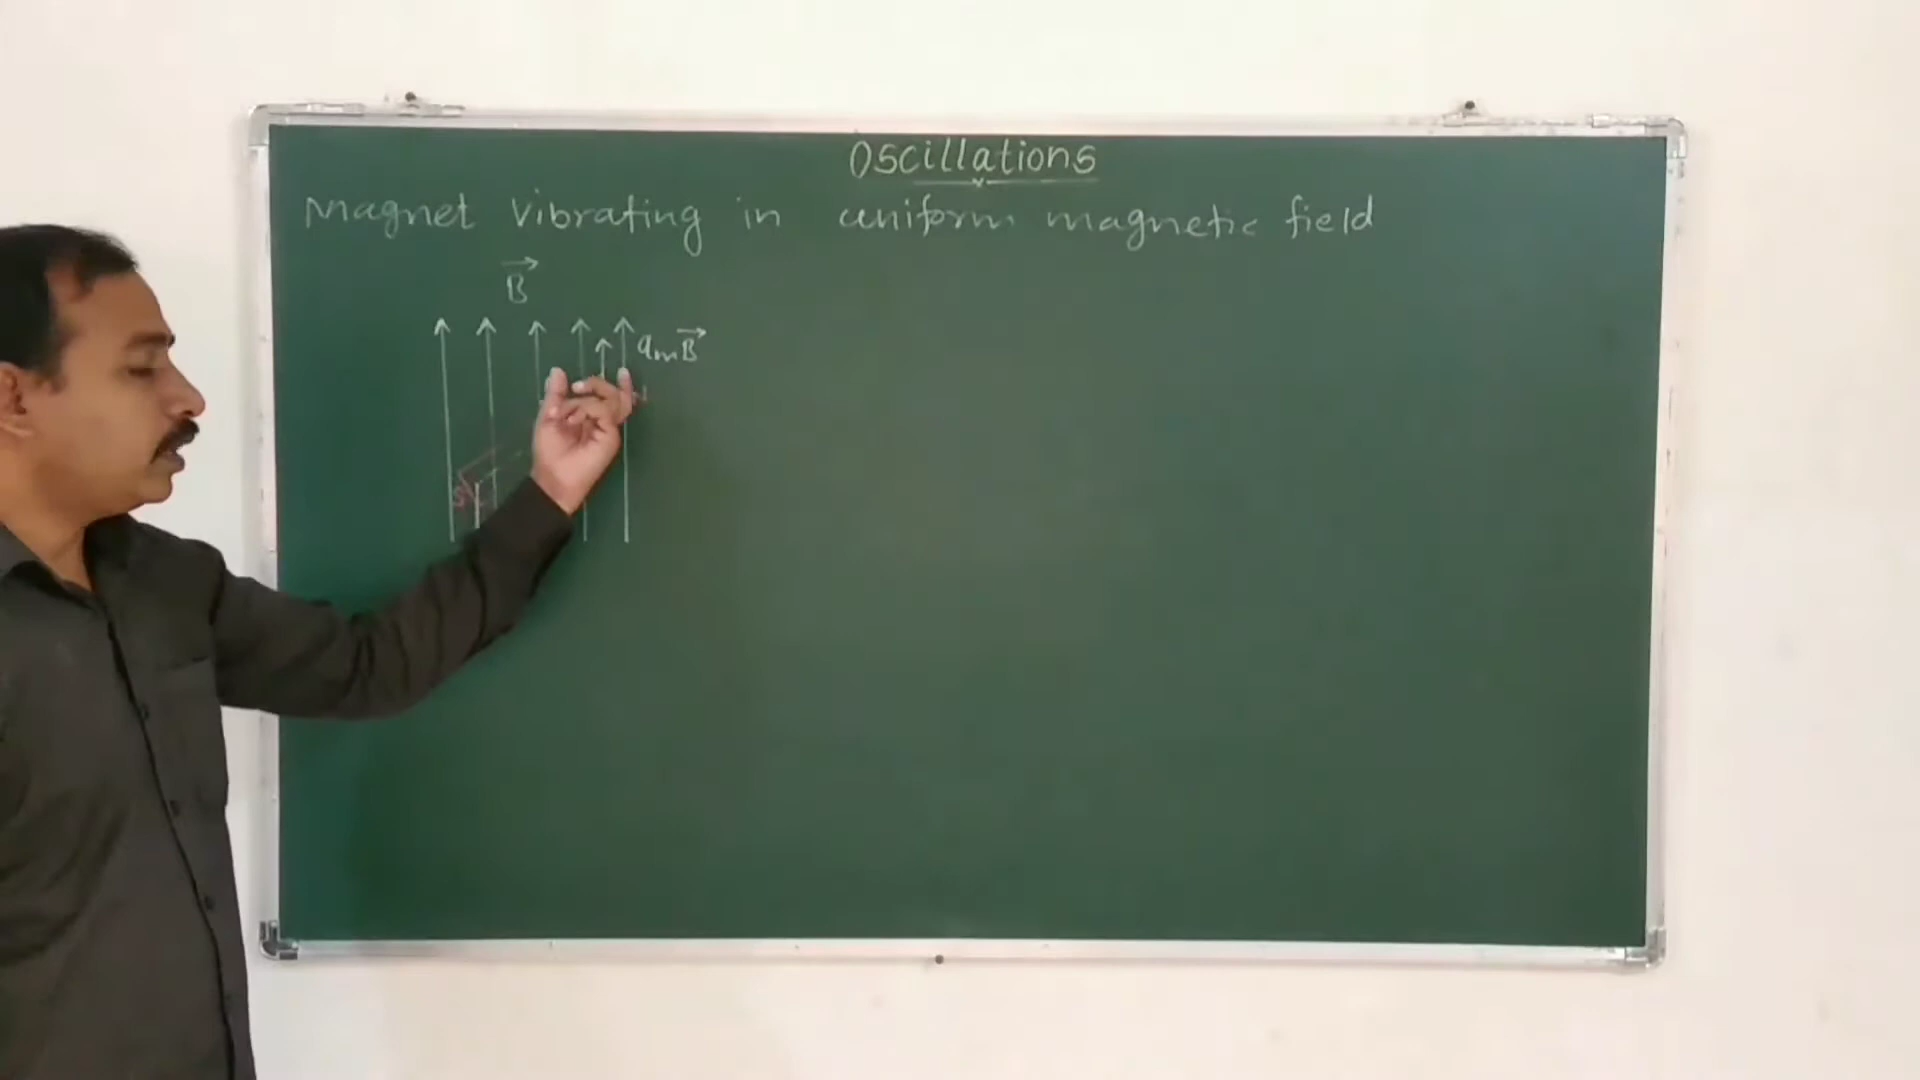 Oscillations
Magnet Vibrating in uniform magnetic field
B
qmB
S